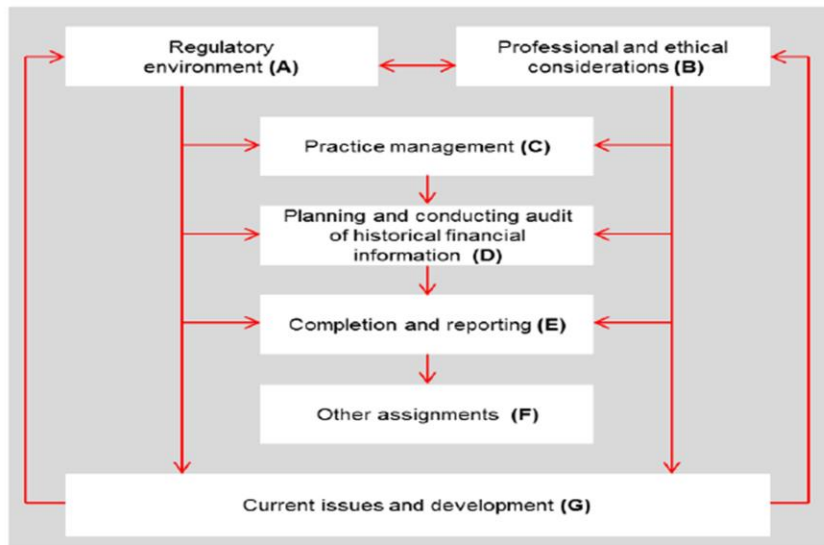 Regulatory
environment (A)
Professional and ethical
considerations (B)
Practice management (C)
Planning and conducting audit
of historical financial
information (D)
Completion and reporting (E)
Other assignments (F)
Current issues and development (G)